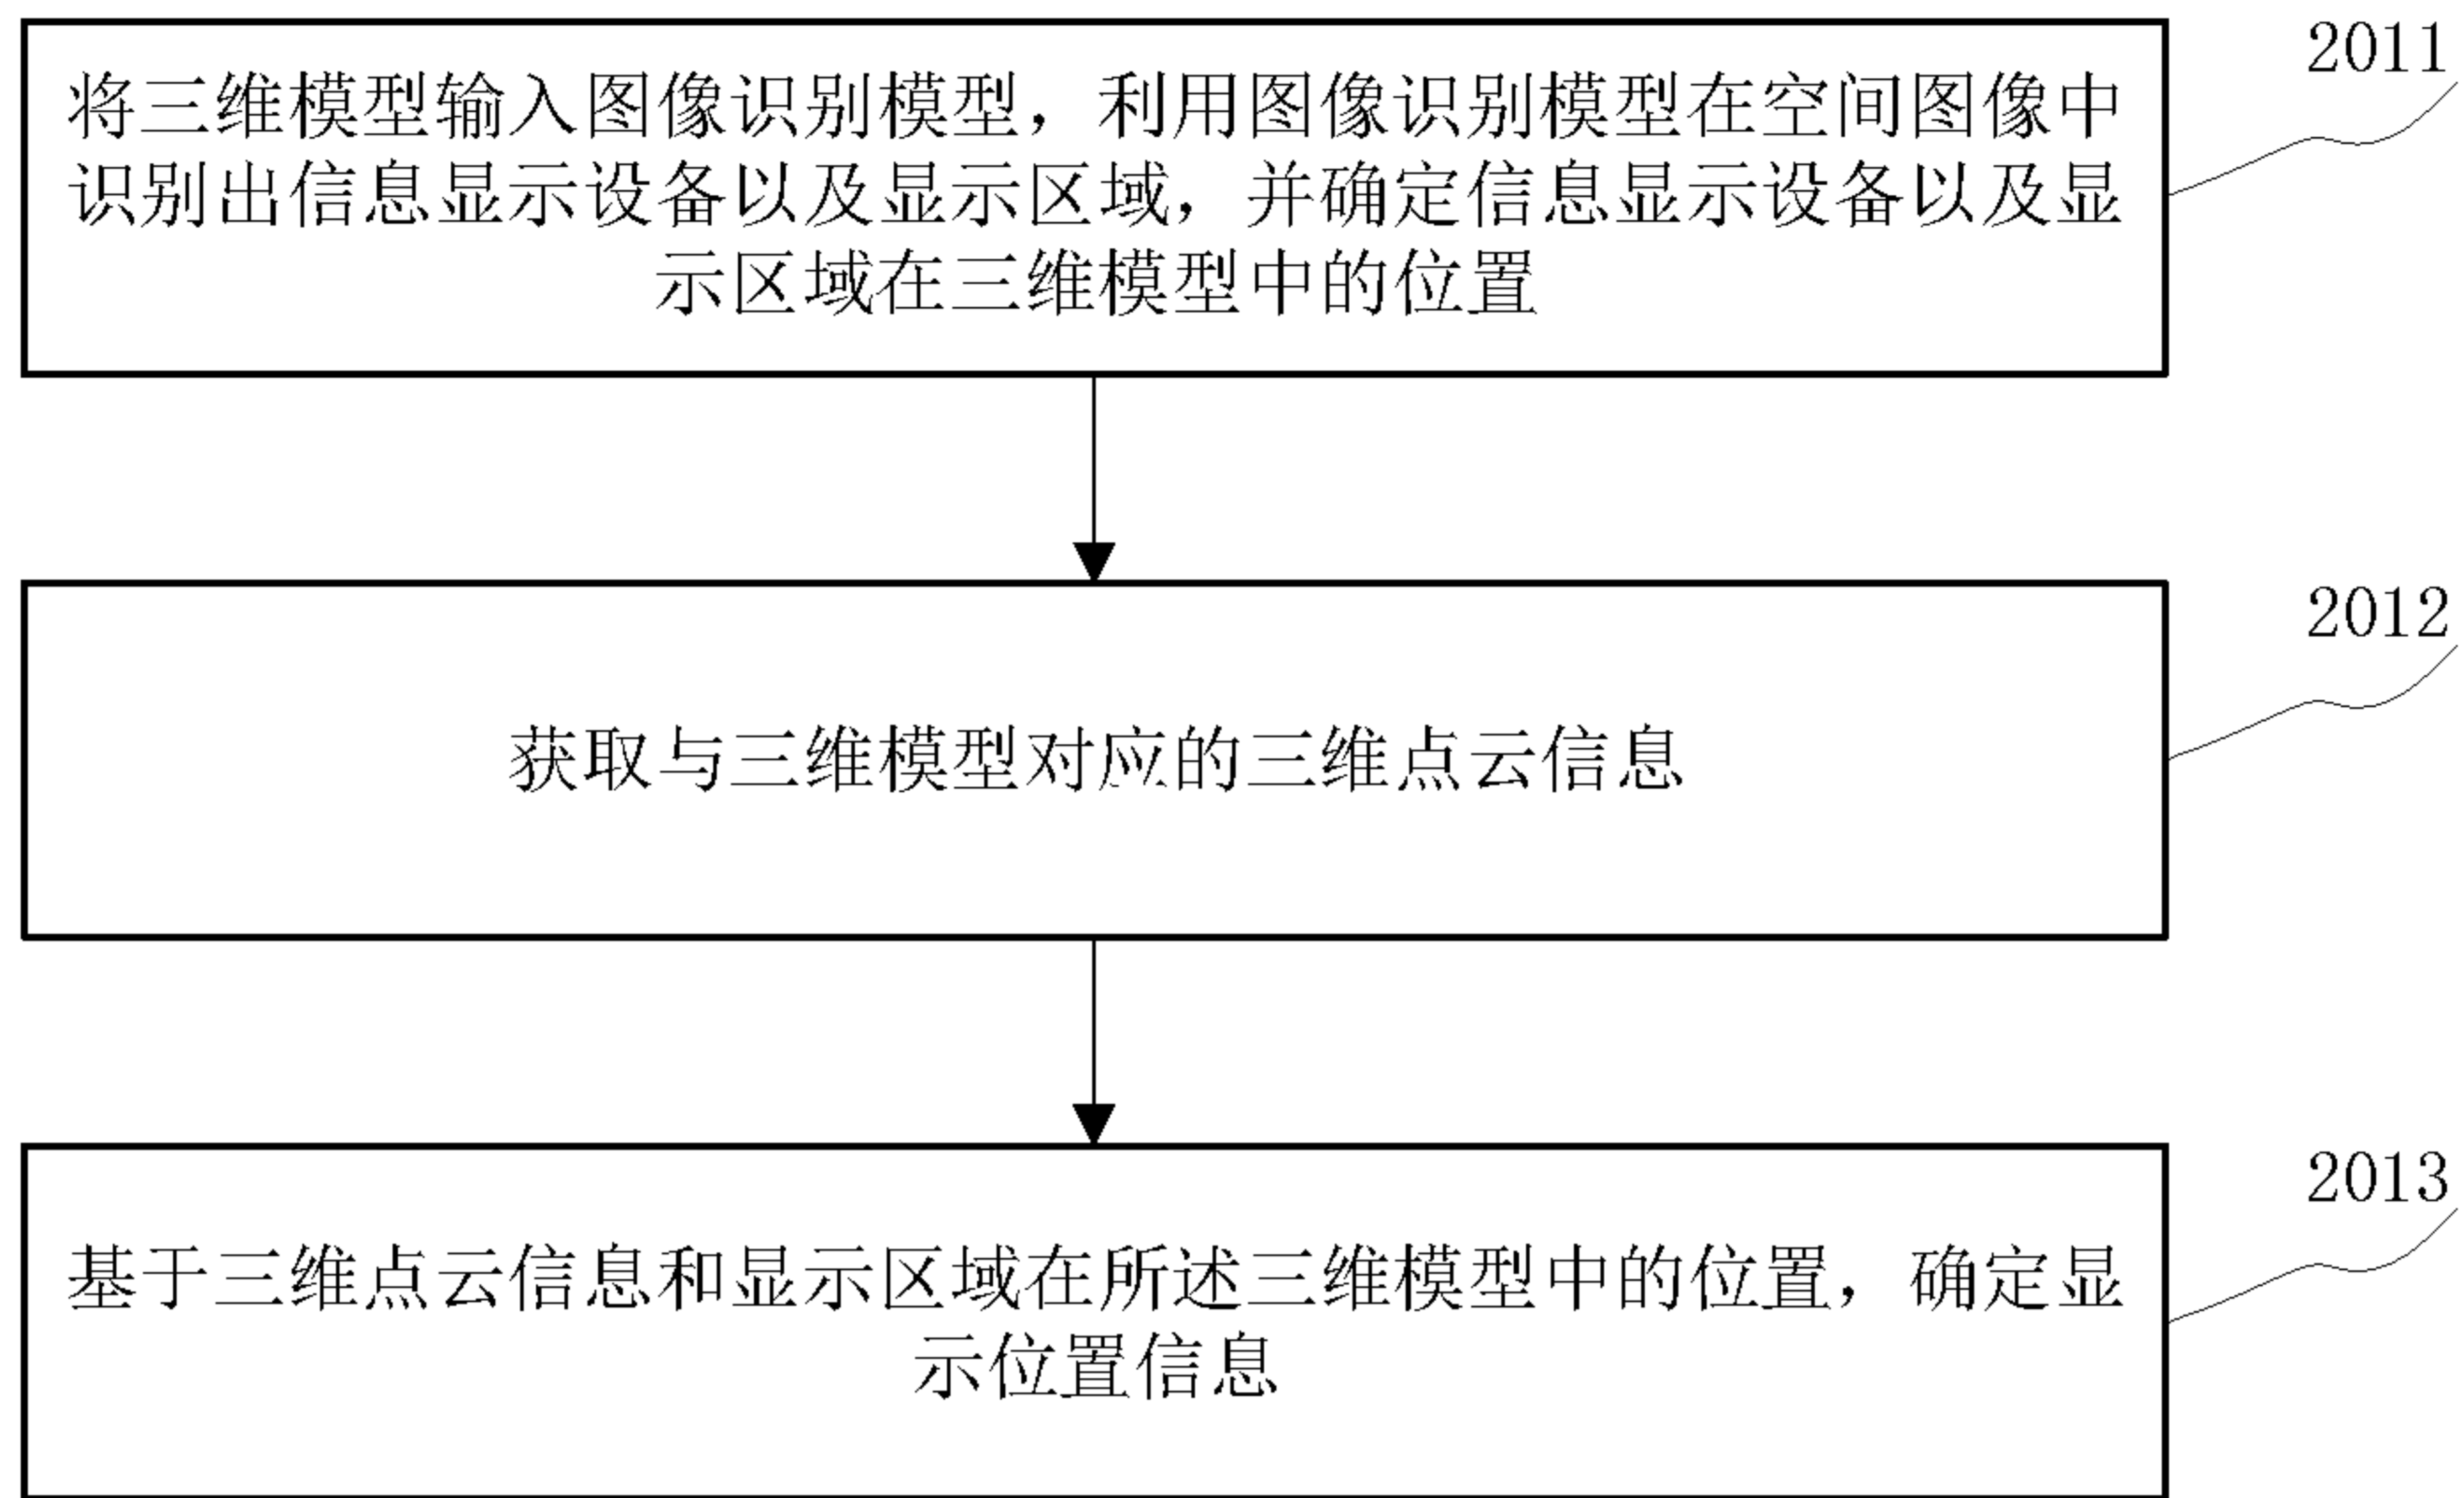 2011
将三维模型输入图像识别模型，利用图像识别模型在空间图像中
识别出信息显示设备以及显示区域，并确定信息显示设备以及显
示区域在三维模型中的位置
2012
获取与三维模型对应的三维点云信息
2013
基于三维点云信息和显示区域在所述三维模型中的位置，确定显
示位置信息